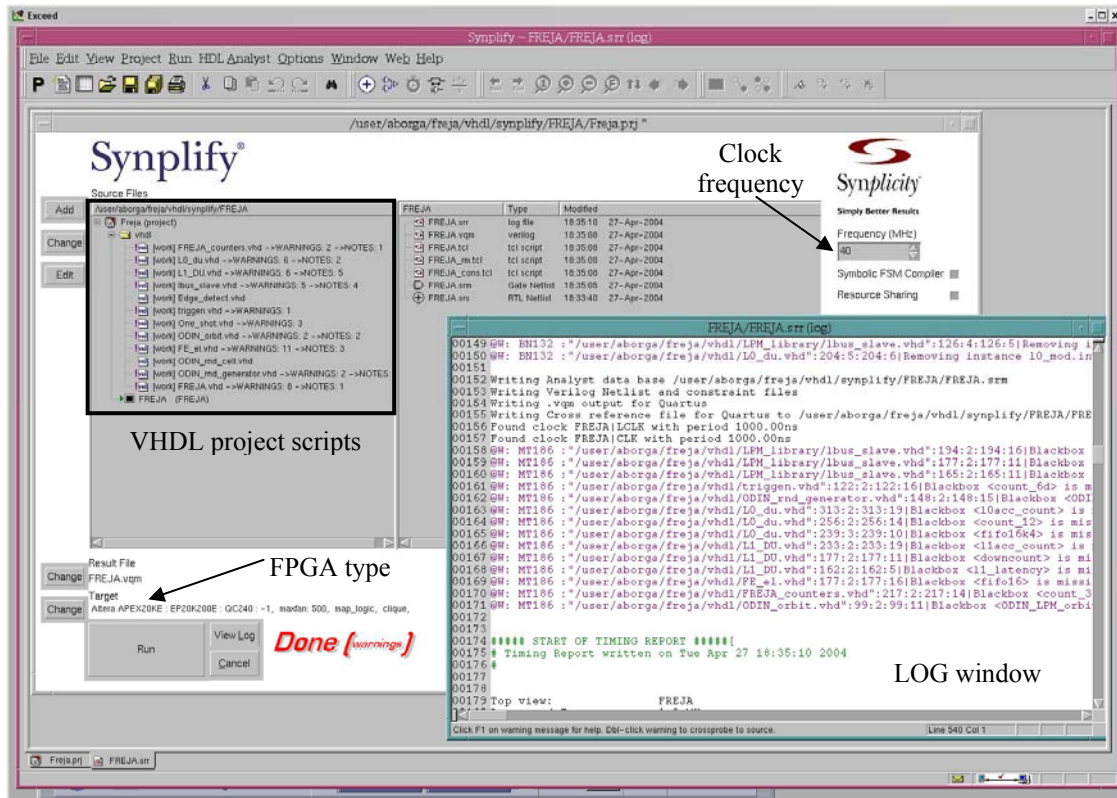 Exceed
Synplify – FREJA/FREJA.srr (log)
File Edit View Project Run HDL Analyst Options Window Web Help
/user/aborga/freja/vhdl/synplify/FREJA/Freja.prj *
Synplify®
Clock
frequency
Synplicity
Simply Better Results
Frequency (MHz)
40
Symbolic FSM Compiler
Resource Sharing
Add
Change
Edit
Source Files
/user/aborga/freja/vhdl/synplify/FREJA
Freja (project)
vhdl
[work] FREJA_counters.vhd ->WARNINGS: 2 ->NOTES: 1
[work] L0_du.vhd ->WARNINGS: 6 ->NOTES: 2
[work] L1_DU.vhd ->WARNINGS: 6 ->NOTES: 5
[work] lbus_slave.vhd ->WARNINGS: 5 ->NOTES: 4
[work] Edge_detect.vhd
[work] triggen.vhd ->WARNINGS: 1
[work] One_shot.vhd ->WARNINGS: 3
[work] ODIN_orbit.vhd ->WARNINGS: 2 ->NOTES: 2
[work] FE_el.vhd ->WARNINGS: 11 ->NOTES: 3
[work] ODIN_rnd_cell.vhd
[work] ODIN_rnd_generator.vhd ->WARNINGS: 2 ->NOTES:
[work] FREJA.vhd ->WARNINGS: 8 ->NOTES: 1
FREJA (FREJA)
VHDL project scripts
FREJA Type Modified
FREJA.srr log file 18:35:10 27-Apr-2004
FREJA.vqm verilog 18:35:08 27-Apr-2004
FREJA.tcl tcl script 18:35:08 27-Apr-2004
FREJA_rm.tcl tcl script 18:35:08 27-Apr-2004
FREJA_cons.tcl tcl script 18:35:08 27-Apr-2004
FREJA.srm Gate Netlist 18:35:05 27-Apr-2004
FREJA.srs RTL Netlist 18:33:40 27-Apr-2004
Result File
Change
FREJA.vqm
FPGA type
Target
Change
Altera APEX20KE : EP20K200E : QC240 : -1, maxfan: 500, map_logic, clique,
Run
View Log
Cancel
Done (warnings)
FREJA/FREJA.srr (log)
00149 @W: BN132 :"/user/aborga/freja/vhdl/LPM_library/lbus_slave.vhd":126:4:126:5|Removing i
00150 @W: BN132 :"/user/aborga/freja/vhdl/L0_du.vhd":204:5:204:6|Removing instance l0_mod.in
00151
00152 Writing Analyst data base /user/aborga/freja/vhdl/synplify/FREJA/FREJA.srm
00153 Writing Verilog Netlist and constraint files
00154 Writing .vqm output for Quartus
00155 Writing Cross reference file for Quartus to /user/aborga/freja/vhdl/synplify/FREJA/FRE
00156 Found clock FREJA|LCLK with period 1000.00ns
00157 Found clock FREJA|CLK with period 1000.00ns
00158 @W: MT186 :"/user/aborga/freja/vhdl/LPM_library/lbus_slave.vhd":194:2:194:16|Blackbox
00159 @W: MT186 :"/user/aborga/freja/vhdl/LPM_library/lbus_slave.vhd":177:2:177:11|Blackbox
00160 @W: MT186 :"/user/aborga/freja/vhdl/LPM_library/lbus_slave.vhd":165:2:165:11|Blackbox
00161 @W: MT186 :"/user/aborga/freja/vhdl/triggen.vhd":122:2:122:16|Blackbox <count_6d> is m
00162 @W: MT186 :"/user/aborga/freja/vhdl/ODIN_rnd_generator.vhd":148:2:148:15|Blackbox <ODI
00163 @W: MT186 :"/user/aborga/freja/vhdl/L0_du.vhd":313:2:313:19|Blackbox <l0acc_count> is
00164 @W: MT186 :"/user/aborga/freja/vhdl/L0_du.vhd":256:2:256:14|Blackbox <count_12> is mis
00165 @W: MT186 :"/user/aborga/freja/vhdl/L0_du.vhd":239:3:239:10|Blackbox <fifo16k4> is mis
00166 @W: MT186 :"/user/aborga/freja/vhdl/L1_DU.vhd":233:2:233:19|Blackbox <l1acc_count> is
00167 @W: MT186 :"/user/aborga/freja/vhdl/L1_DU.vhd":177:2:177:11|Blackbox <downcount> is mi
00168 @W: MT186 :"/user/aborga/freja/vhdl/L1_DU.vhd":162:2:162:5|Blackbox <l1_latency> is mi
00169 @W: MT186 :"/user/aborga/freja/vhdl/FE_el.vhd":177:2:177:16|Blackbox <fifo16> is missi
00170 @W: MT186 :"/user/aborga/freja/vhdl/FREJA_counters.vhd":217:2:217:14|Blackbox <count_3
00171 @W: MT186 :"/user/aborga/freja/vhdl/ODIN_orbit.vhd":99:2:99:11|Blackbox <ODIN_LPM_orbi
00172
00173
00174 ##### START OF TIMING REPORT #####[
00175 # Timing Report written on Tue Apr 27 18:35:10 2004
00176 #
00177
00178
00179 Top view: FREJA
LOG window
Click F1 on warning message for help. Dbl-click warning to crossprobe to source.
Line 540 Col 1
Freja.prj
FREJA.srr